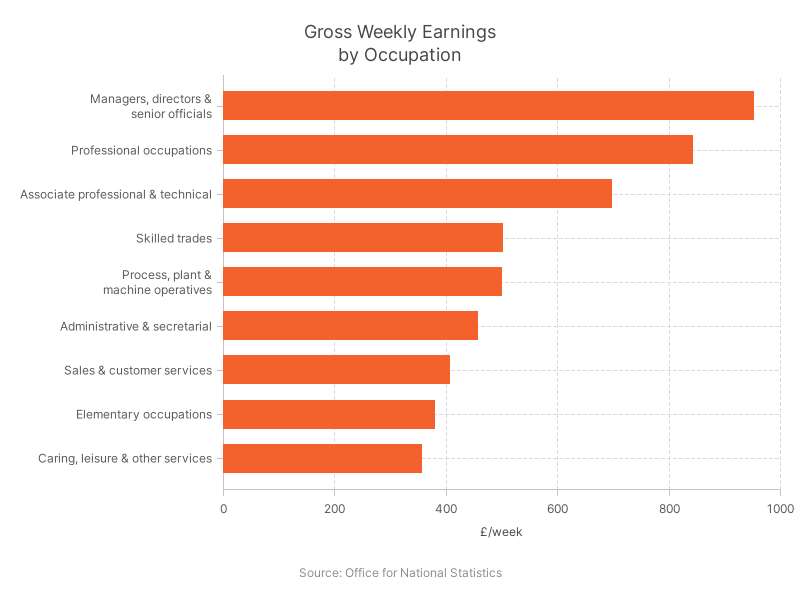 Gross Weekly Earnings
by Occupation
Managers, directors &
senior officials
Professional occupations
Associate professional & technical
Skilled trades
Process, plant &
machine operatives
Administrative & secretarial
Sales & customer services
Elementary occupations
Caring, leisure & other services
0 200 400 600 800 1000
£/week
Source: Office for National Statistics